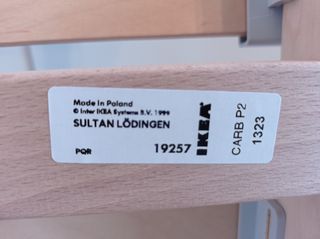 Made in Poland
© Inter IKEA Systems B.V. 1999
SULTAN LÖDINGEN
PQR
19257
IKEA
CARB P2
1323